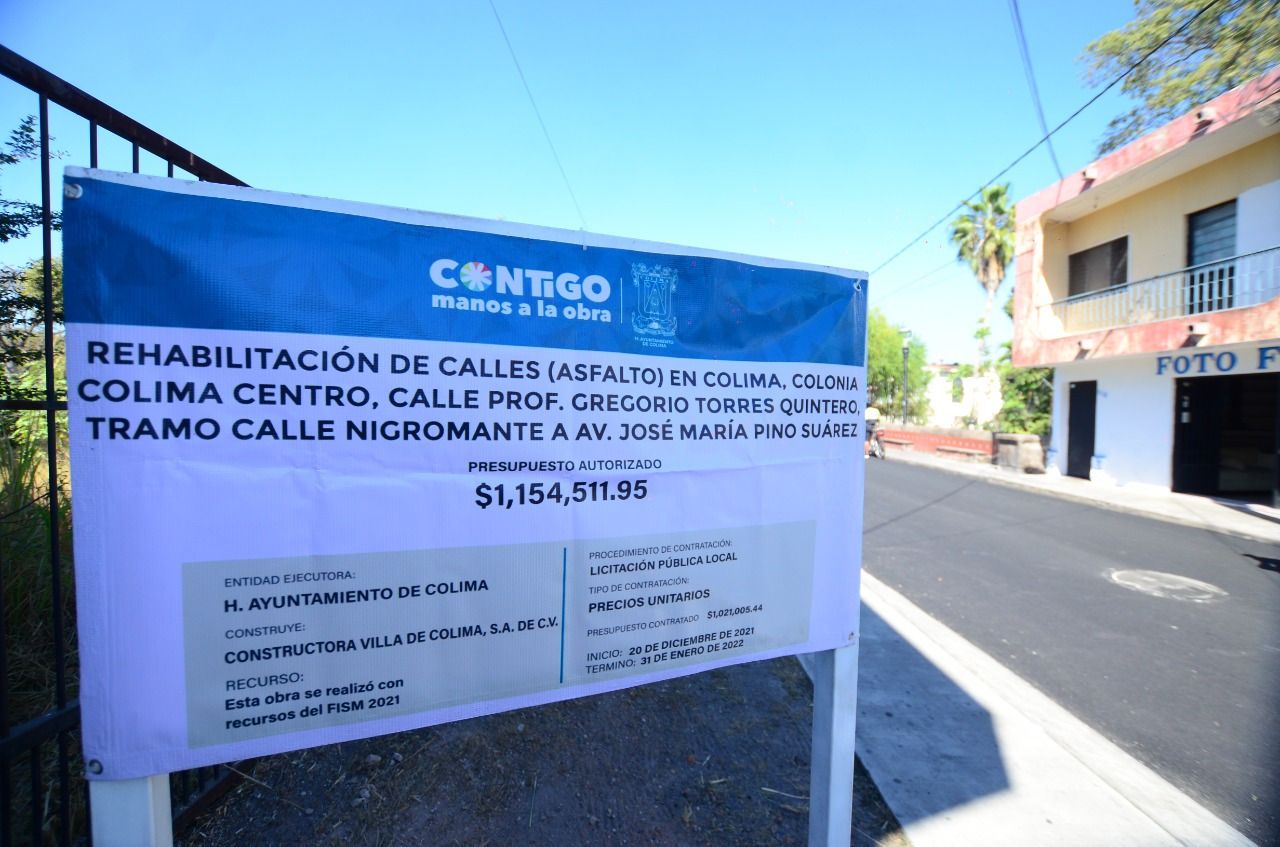 CONTiGO
manos a la obra
H. AYUNTAMIENTO
DE COLIMA
REHABILITACIÓN DE CALLES (ASFALTO) EN COLIMA, COLONIA
COLIMA CENTRO, CALLE PROF. GREGORIO TORRES QUINTERO,
TRAMO CALLE NIGROMANTE A AV. JOSÉ MARÍA PINO SUÁREZ
PRESUPUESTO AUTORIZADO
$1,154,511.95
ENTIDAD EJECUTORA:
H. AYUNTAMIENTO DE COLIMA
CONSTRUYE:
CONSTRUCTORA VILLA DE COLIMA, S.A. DE C.V.
RECURSO:
Esta obra se realizó con
recursos del FISM 2021
PROCEDIMIENTO DE CONTRATACIÓN:
LICITACIÓN PÚBLICA LOCAL
TIPO DE CONTRATACIÓN:
PRECIOS UNITARIOS
PRESUPUESTO CONTRATADO $1,021,005.44
INICIO: 20 DE DICIEMBRE DE 2021
TERMINO: 31 DE ENERO DE 2022
FOTO F